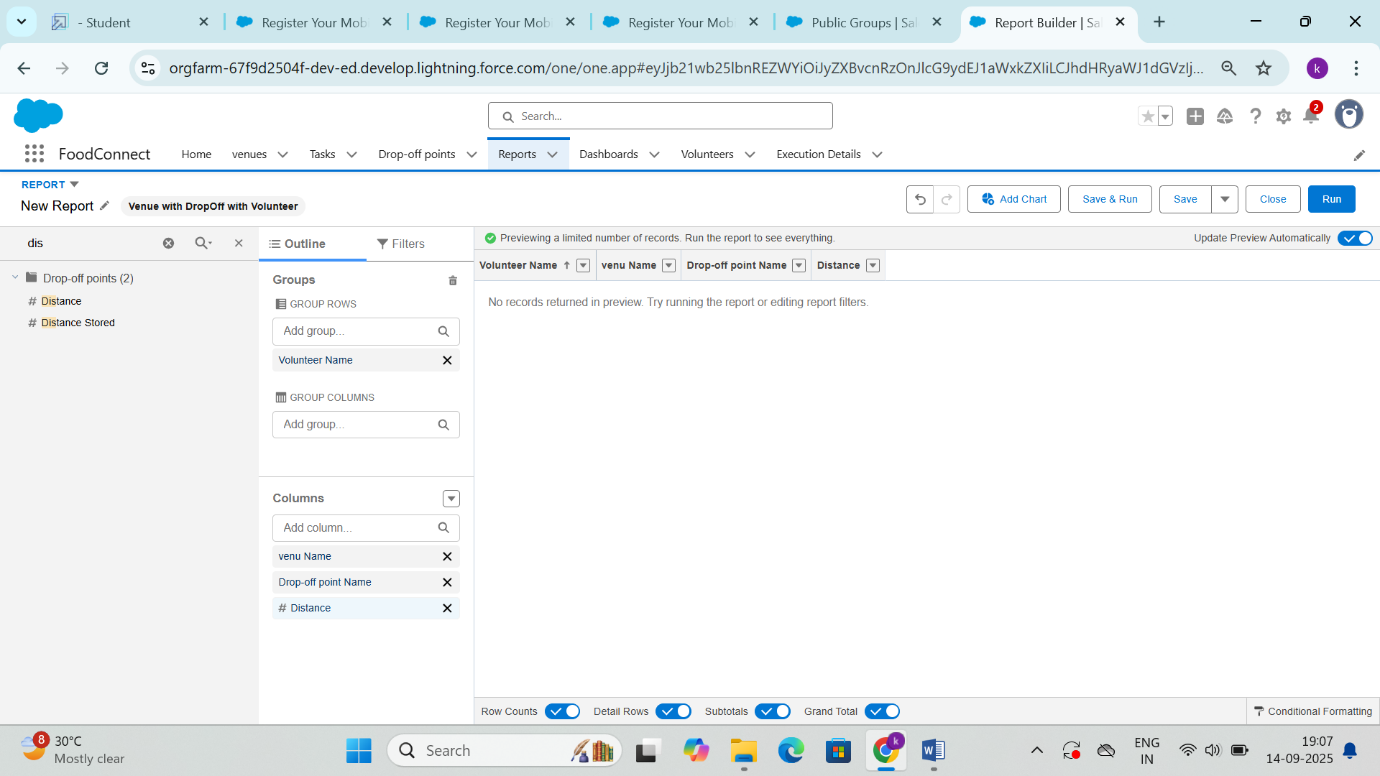 - Student
Register Your Mobi
Register Your Mobi
Register Your Mobi
Public Groups | Sal
Report Builder | Sal
orgfarm-67f9d2504f-dev-ed.develop.lightning.force.com/one/one.app#eyJjb21wb25lbnREZWYiOiJyZXBvcnRzOnJlcG9ydEJ1aWxkZXIiLCJhdHRyaWJ1dGVzIj...
k
Search...
2
FoodConnect
Home
venues
Tasks
Drop-off points
Reports
Dashboards
Volunteers
Execution Details
REPORT
New Report
Venue with DropOff with Volunteer
Add Chart
Save & Run
Save
Close
Run
dis
Outline
Filters
Previewing a limited number of records. Run the report to see everything.
Update Preview Automatically
Drop-off points (2)
# Distance
# Distance Stored
Groups
GROUP ROWS
Add group...
Volunteer Name
GROUP COLUMNS
Add group...
Columns
Add column...
venu Name
Drop-off point Name
# Distance
Volunteer Name
venu Name
Drop-off point Name
Distance
No records returned in preview. Try running the report or editing report filters.
Row Counts
Detail Rows
Subtotals
Grand Total
Conditional Formatting
8
30°C
Mostly clear
Search
k
ENG
IN
19:07
14-09-2025